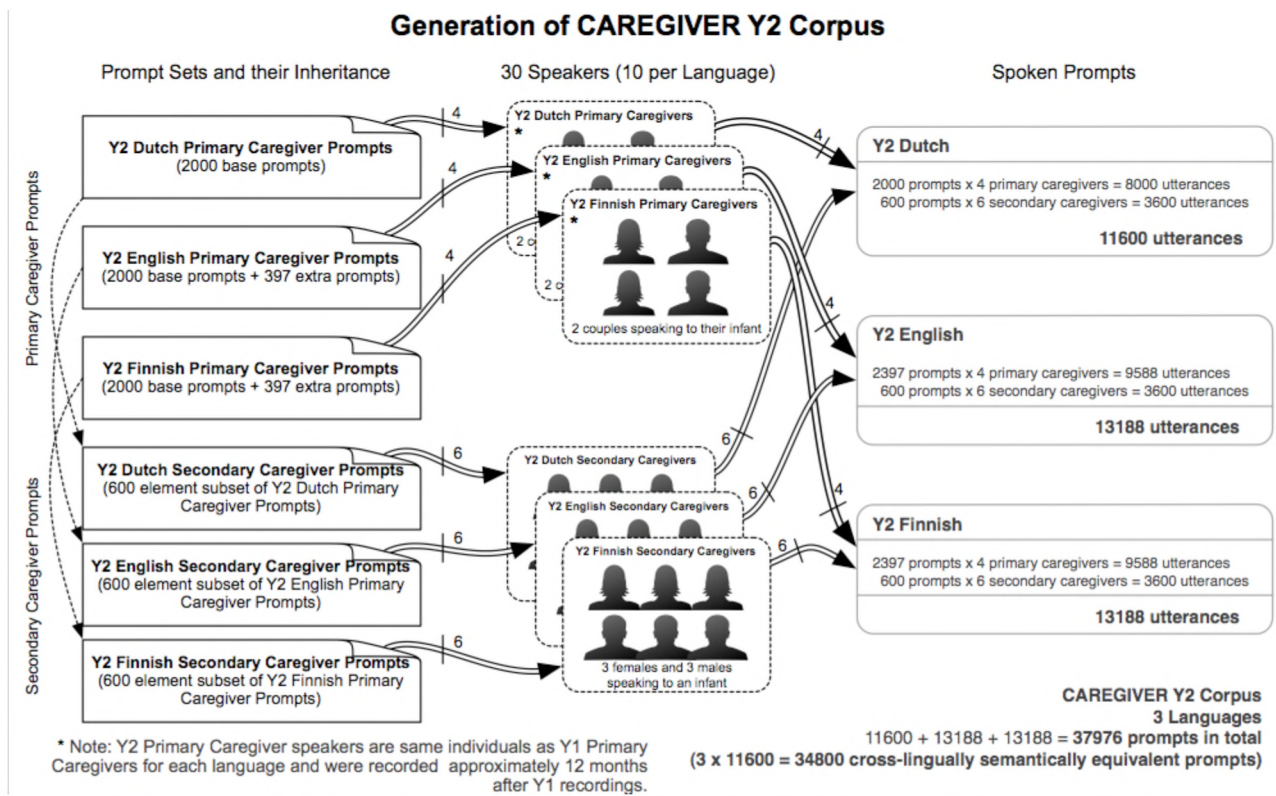 Generation of CAREGIVER Y2 Corpus
Prompt Sets and their Inheritance
30 Speakers (10 per Language)
Spoken Prompts
Primary Caregiver Prompts
Secondary Caregiver Prompts
Y2 Dutch Primary Caregiver Prompts
(2000 base prompts)
4
Y2 English Primary Caregiver Prompts
(2000 base prompts + 397 extra prompts)
4
Y2 Finnish Primary Caregiver Prompts
(2000 base prompts + 397 extra prompts)
4
Y2 Dutch Secondary Caregiver Prompts
(600 element subset of Y2 Dutch Primary
Caregiver Prompts)
6
Y2 English Secondary Caregiver Prompts
(600 element subset of Y2 English Primary
Caregiver Prompts)
6
Y2 Finnish Secondary Caregiver Prompts
(600 element subset of Y2 Finnish Primary
Caregiver Prompts)
6
Y2 Dutch Primary Caregivers
*
2
Y2 English Primary Caregivers
*
2
Y2 Finnish Primary Caregivers
*
2 couples speaking to their infant
Y2 Dutch Secondary Caregivers
Y2 English Secondary Caregivers
Y2 Finnish Secondary Caregivers
3 females and 3 males
speaking to an infant
4
4
4
6
6
6
Y2 Dutch
2000 prompts x 4 primary caregivers = 8000 utterances
600 prompts x 6 secondary caregivers = 3600 utterances
11600 utterances
Y2 English
2397 prompts x 4 primary caregivers = 9588 utterances
600 prompts x 6 secondary caregivers = 3600 utterances
13188 utterances
Y2 Finnish
2397 prompts x 4 primary caregivers = 9588 utterances
600 prompts x 6 secondary caregivers = 3600 utterances
13188 utterances
* Note: Y2 Primary Caregiver speakers are same individuals as Y1 Primary
Caregivers for each language and were recorded approximately 12 months
after Y1 recordings.
CAREGIVER Y2 Corpus
3 Languages
11600 + 13188 + 13188 = 37976 prompts in total
(3 x 11600 = 34800 cross-lingually semantically equivalent prompts)